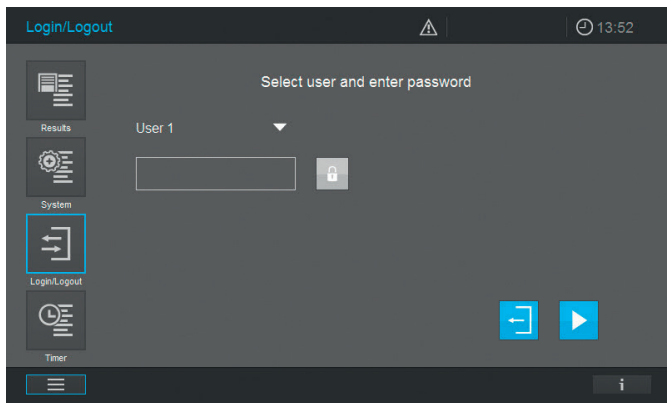 Login/Logout
13:52
Select user and enter password
Results
User 1
System
Login/Logout
Timer
i